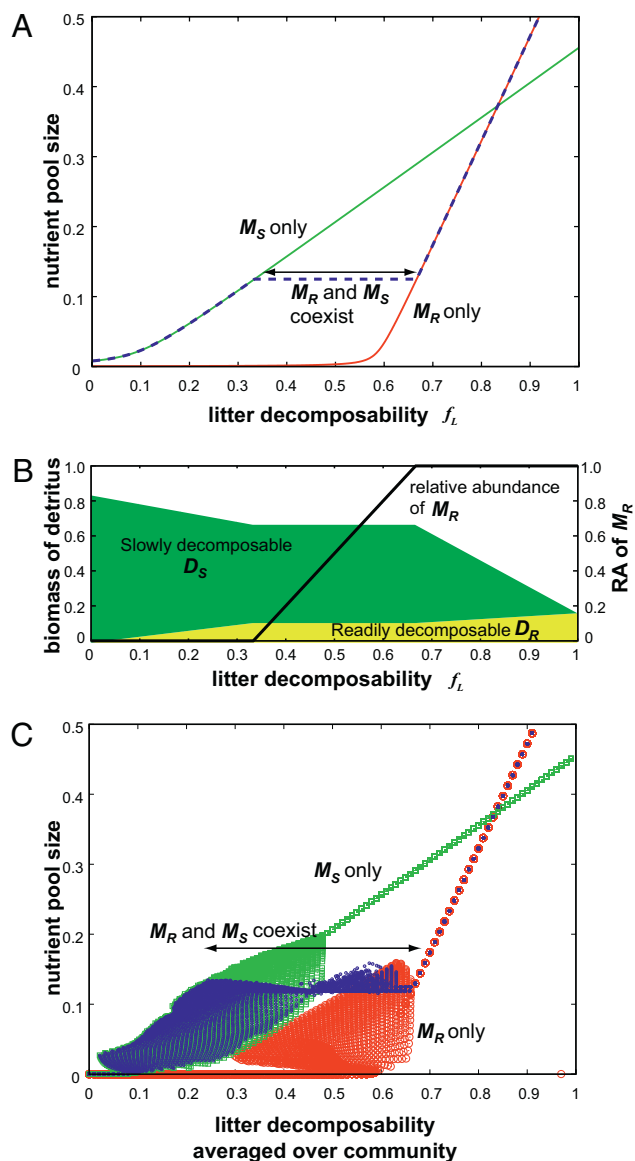 A
0.5
0.4
0.3
0.2
0.1
0
nutrient pool size
M_S only
M_R and M_S
coexist
M_R only
0 0.1 0.2 0.3 0.4 0.5 0.6 0.7 0.8 0.9 1
litter decomposability f_L
B
1.0
0.8
0.6
0.4
0.2
0
biomass of detritus
Slowly decomposable
D_S
relative abundance
of M_R
Readily decomposable D_R
1.0
0.8
0.6
0.4
0.2
0
RA of M_R
0 0.1 0.2 0.3 0.4 0.5 0.6 0.7 0.8 0.9 1
litter decomposability f_L
C
0.5
0.4
0.3
0.2
0.1
0
nutrient pool size
M_S only
M_R and M_S coexist
M_R only
0 0.1 0.2 0.3 0.4 0.5 0.6 0.7 0.8 0.9 1
litter decomposability
averaged over community